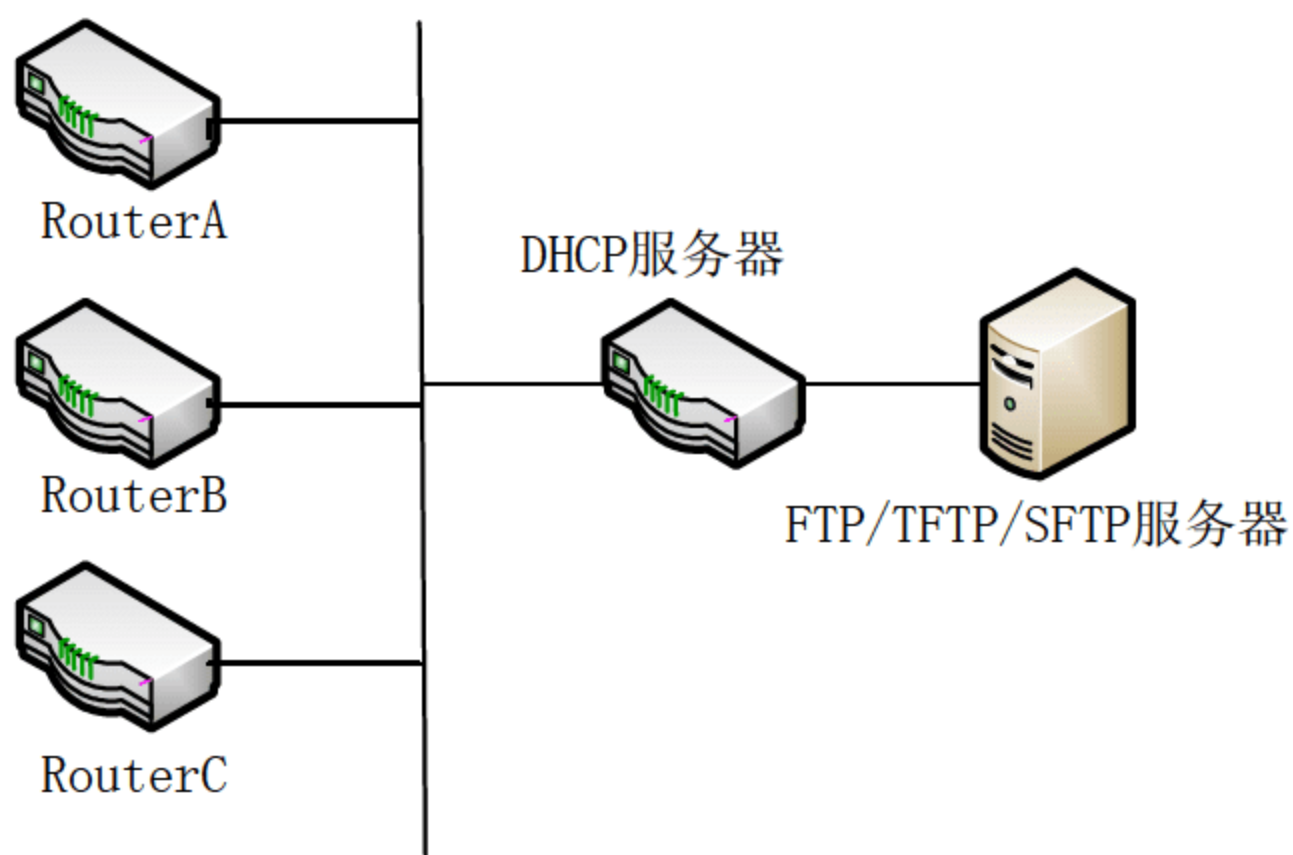 RouterA
DHCP服务器
RouterB
FTP/TFTP/SFTP服务器
RouterC